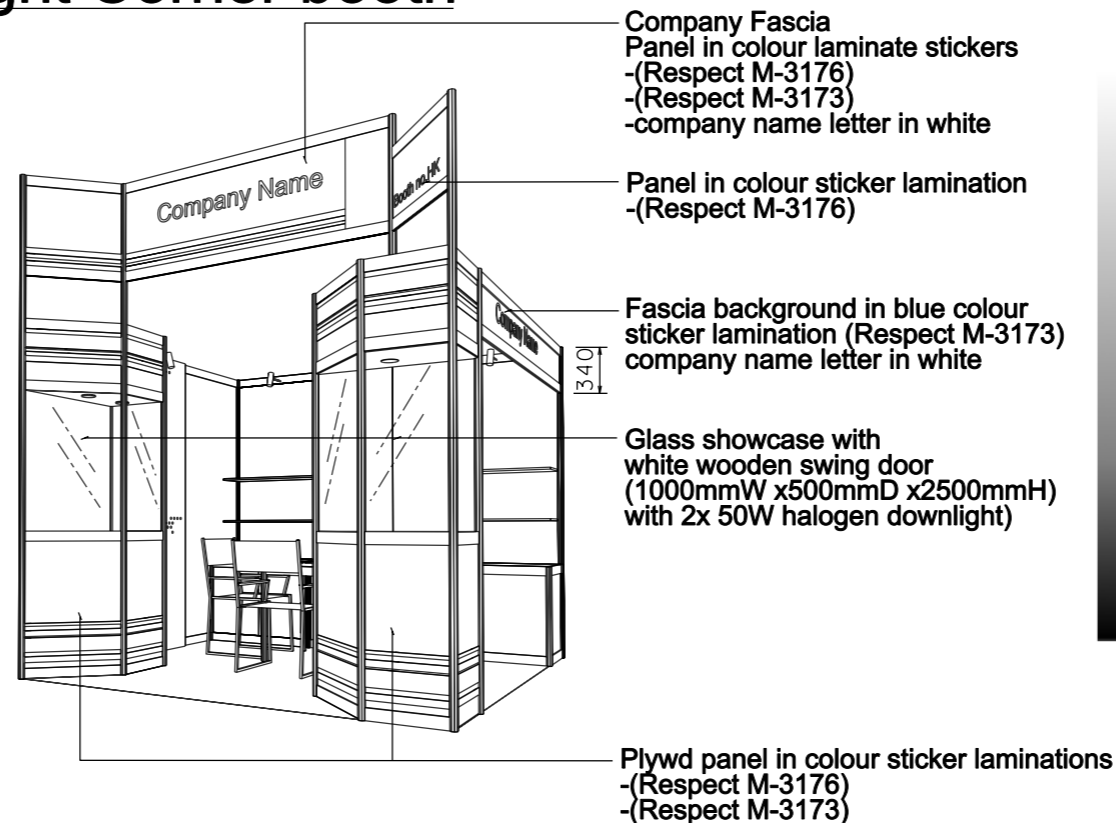 ght Corner booth
Company Fascia
Panel in colour laminate stickers
-(Respect M-3176)
-(Respect M-3173)
-company name letter in white
Company Name
Booth no.HK
Panel in colour sticker lamination
-(Respect M-3176)
Company Name
Fascia background in blue colour
sticker lamination (Respect M-3173)
company name letter in white
340
Glass showcase with
white wooden swing door
(1000mmW x500mmD x2500mmH)
with 2x 50W halogen downlight)
Plywd panel in colour sticker laminations
-(Respect M-3176)
-(Respect M-3173)